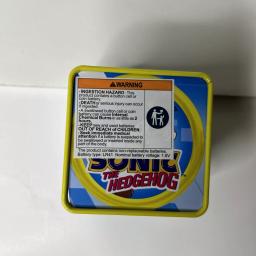 ⚠ WARNING
• INGESTION HAZARD - This
product contains a button cell or
coin battery.
• DEATH or serious injury can occur
if ingested.
• A swallowed button cell or coin
battery can cause Internal
Chemical Burns in as little as 2
hours.
• KEEP new and used batteries
OUT OF REACH OF CHILDREN.
• Seek immediate medical
attention if a battery is suspected to
be swallowed or inserted inside any
part of the body.
The product contains non-replaceable batteries.
Battery type: LR41 Nominal battery voltage: 1.5V
SONIC
THE
HEDGEHOG